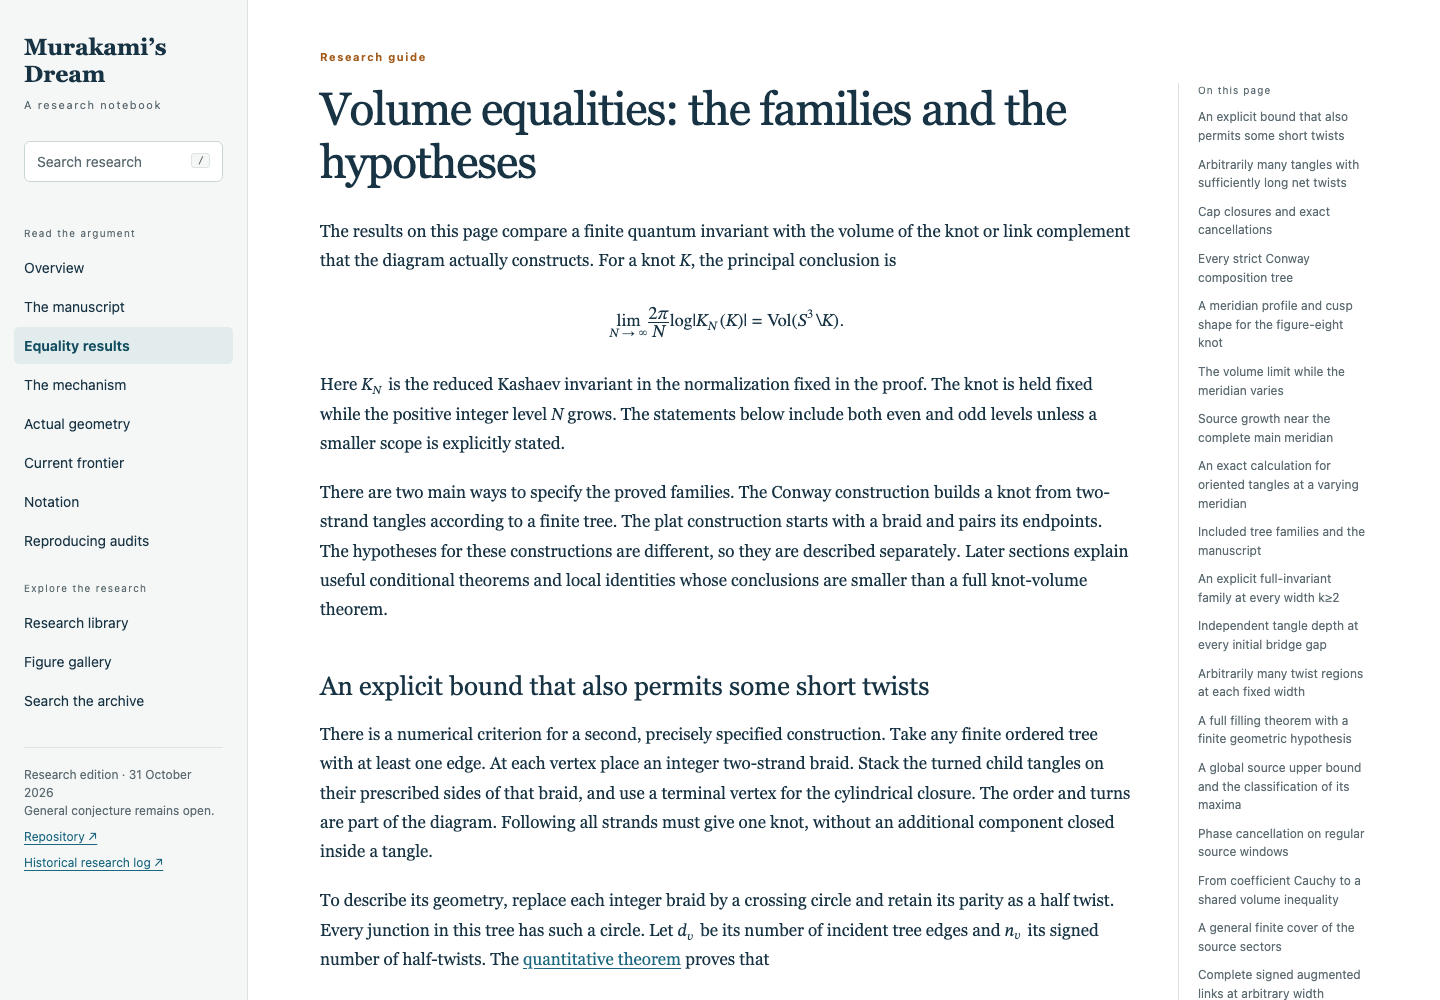 Murakami’s
Dream
A research notebook
Search research /
Read the argument
Overview
The manuscript
Equality results
The mechanism
Actual geometry
Current frontier
Notation
Reproducing audits
Explore the research
Research library
Figure gallery
Search the archive
Research edition · 31 October
2026
General conjecture remains open.
Repository ↗
Historical research log ↗
Research guide
Volume equalities: the families and the
hypotheses
The results on this page compare a finite quantum invariant with the volume of the knot or link complement
that the diagram actually constructs. For a knot K, the principal conclusion is
lim_{N→∞} 2π/N log|K_N(K)| = Vol(S³\K).
Here K_N is the reduced Kashaev invariant in the normalization fixed in the proof. The knot is held fixed
while the positive integer level N grows. The statements below include both even and odd levels unless a
smaller scope is explicitly stated.
There are two main ways to specify the proved families. The Conway construction builds a knot from two-
strand tangles according to a finite tree. The plat construction starts with a braid and pairs its endpoints.
The hypotheses for these constructions are different, so they are described separately. Later sections explain
useful conditional theorems and local identities whose conclusions are smaller than a full knot-volume
theorem.
An explicit bound that also permits some short twists
There is a numerical criterion for a second, precisely specified construction. Take any finite ordered tree
with at least one edge. At each vertex place an integer two-strand braid. Stack the turned child tangles on
their prescribed sides of that braid, and use a terminal vertex for the cylindrical closure. The order and turns
are part of the diagram. Following all strands must give one knot, without an additional component closed
inside a tangle.
To describe its geometry, replace each integer braid by a crossing circle and retain its parity as a half twist.
Every junction in this tree has such a circle. Let d_v be its number of incident tree edges and n_v its signed
number of half-twists. The quantitative theorem proves that
On this page
An explicit bound that also
permits some short twists
Arbitrarily many tangles with
sufficiently long net twists
Cap closures and exact
cancellations
Every strict Conway
composition tree
A meridian profile and cusp
shape for the figure-eight
knot
The volume limit while the
meridian varies
Source growth near the
complete main meridian
An exact calculation for
oriented tangles at a varying
meridian
Included tree families and the
manuscript
An explicit full-invariant
family at every width k≥2
Independent tangle depth at
every initial bridge gap
Arbitrarily many twist regions
at each fixed width
A full filling theorem with a
finite geometric hypothesis
A global source upper bound
and the classification of its
maxima
Phase cancellation on regular
source windows
From coefficient Cauchy to a
shared volume inequality
A general finite cover of the
source sectors
Complete signed augmented
links at arbitrary width